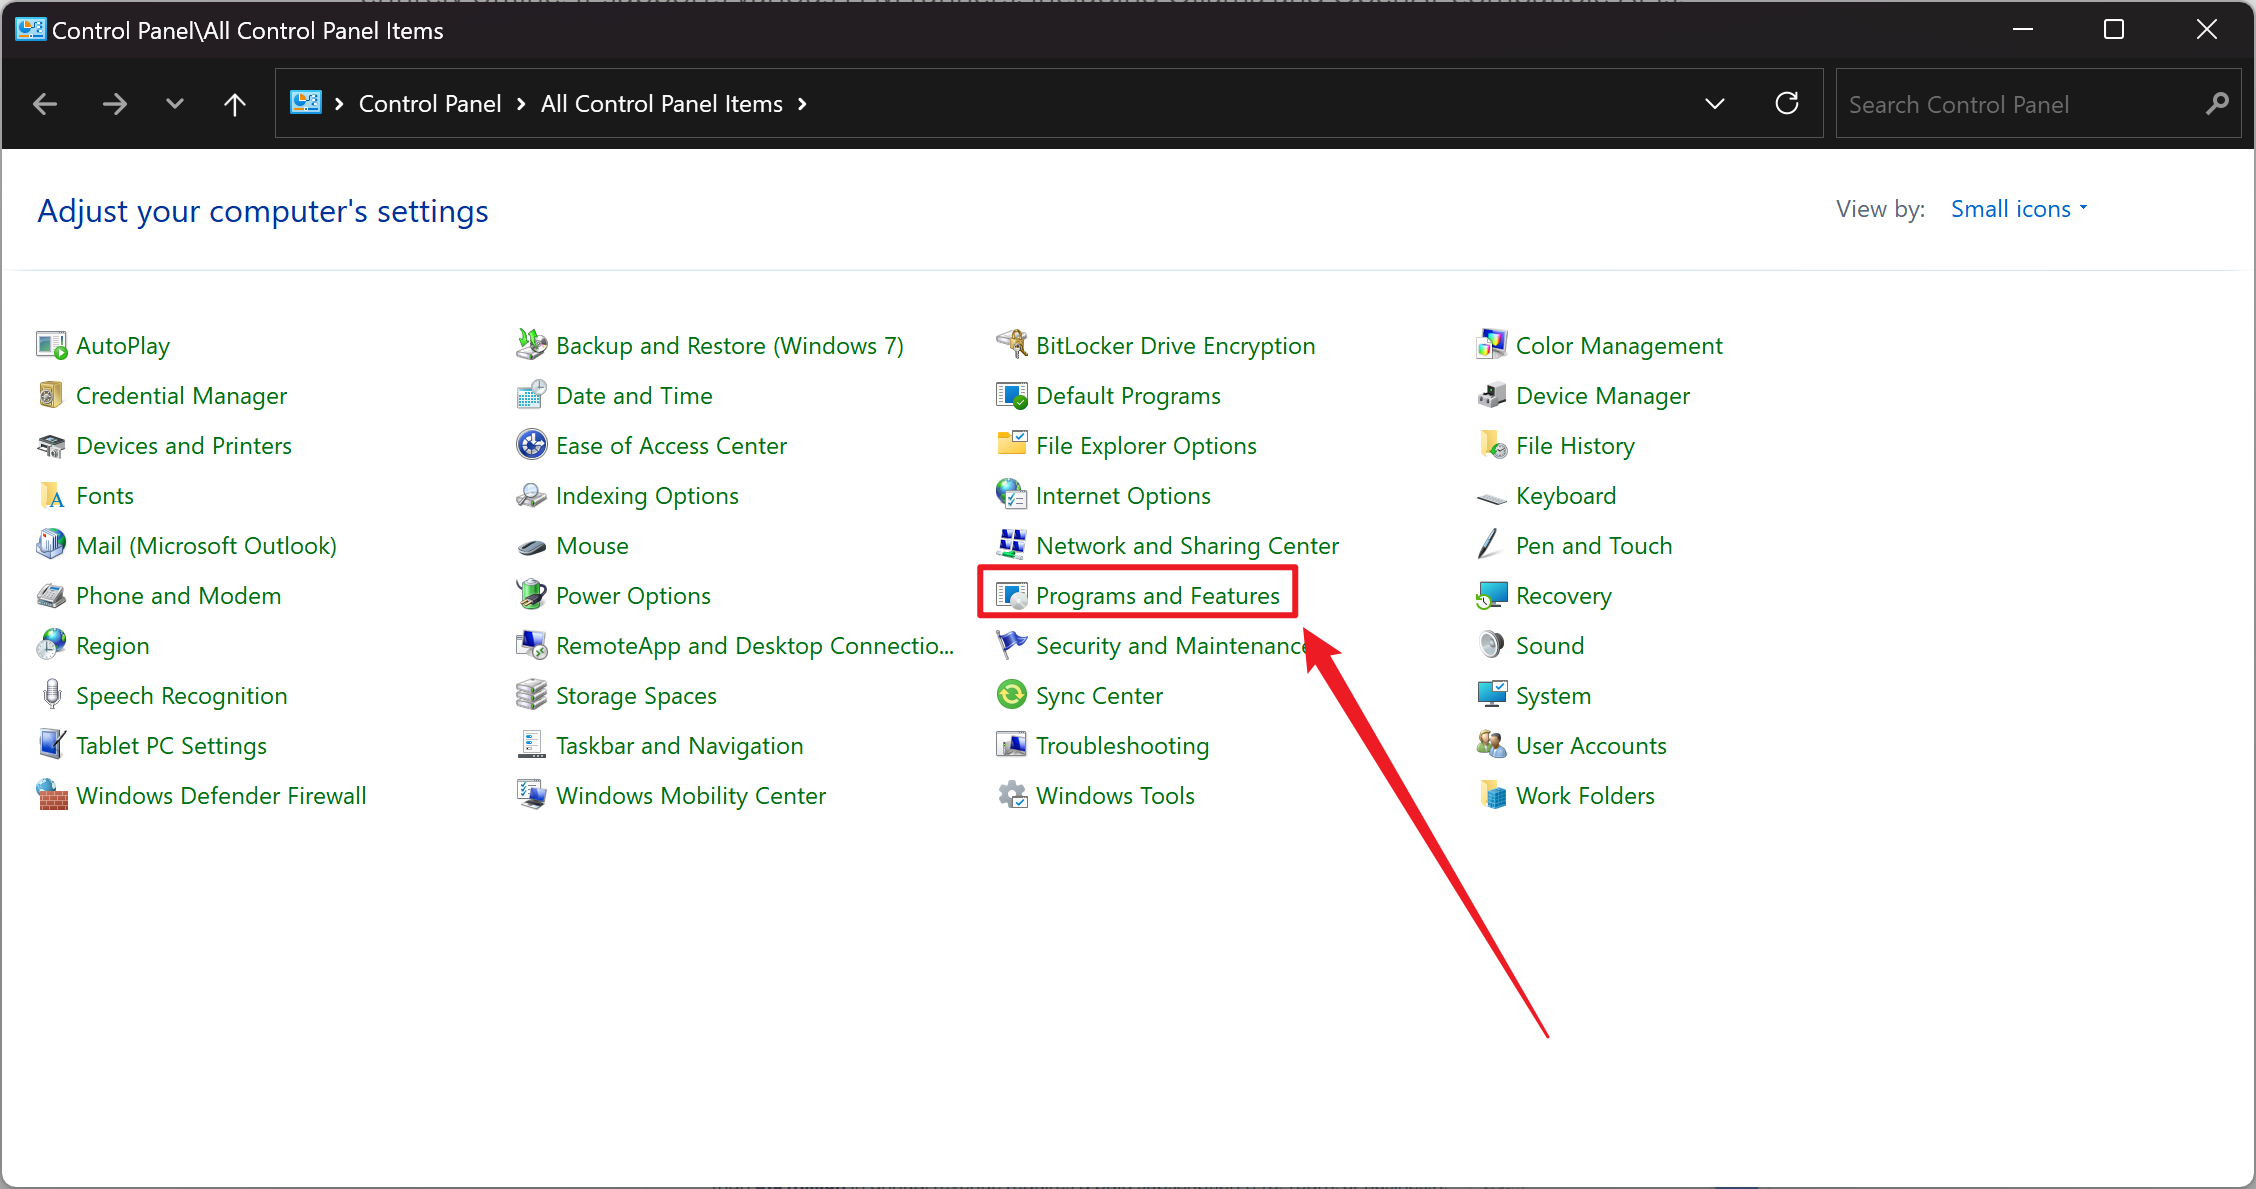 Control Panel\All Control Panel Items
Control Panel
All Control Panel Items
Search Control Panel
Adjust your computer's settings
View by: Small icons
AutoPlay
Backup and Restore (Windows 7)
BitLocker Drive Encryption
Color Management
Credential Manager
Date and Time
Default Programs
Device Manager
Devices and Printers
Ease of Access Center
File Explorer Options
File History
Fonts
Indexing Options
Internet Options
Keyboard
Mail (Microsoft Outlook)
Mouse
Network and Sharing Center
Pen and Touch
Phone and Modem
Power Options
Programs and Features
Recovery
Region
RemoteApp and Desktop Connectio...
Security and Maintenance
Sound
Speech Recognition
Storage Spaces
Sync Center
System
Tablet PC Settings
Taskbar and Navigation
Troubleshooting
User Accounts
Windows Defender Firewall
Windows Mobility Center
Windows Tools
Work Folders